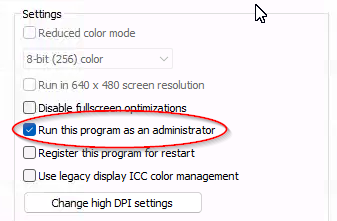 Settings
Reduced color mode
8-bit (256) color
Run in 640 x 480 screen resolution
Disable fullscreen optimizations
Run this program as an administrator
Register this program for restart
Use legacy display ICC color management
Change high DPI settings